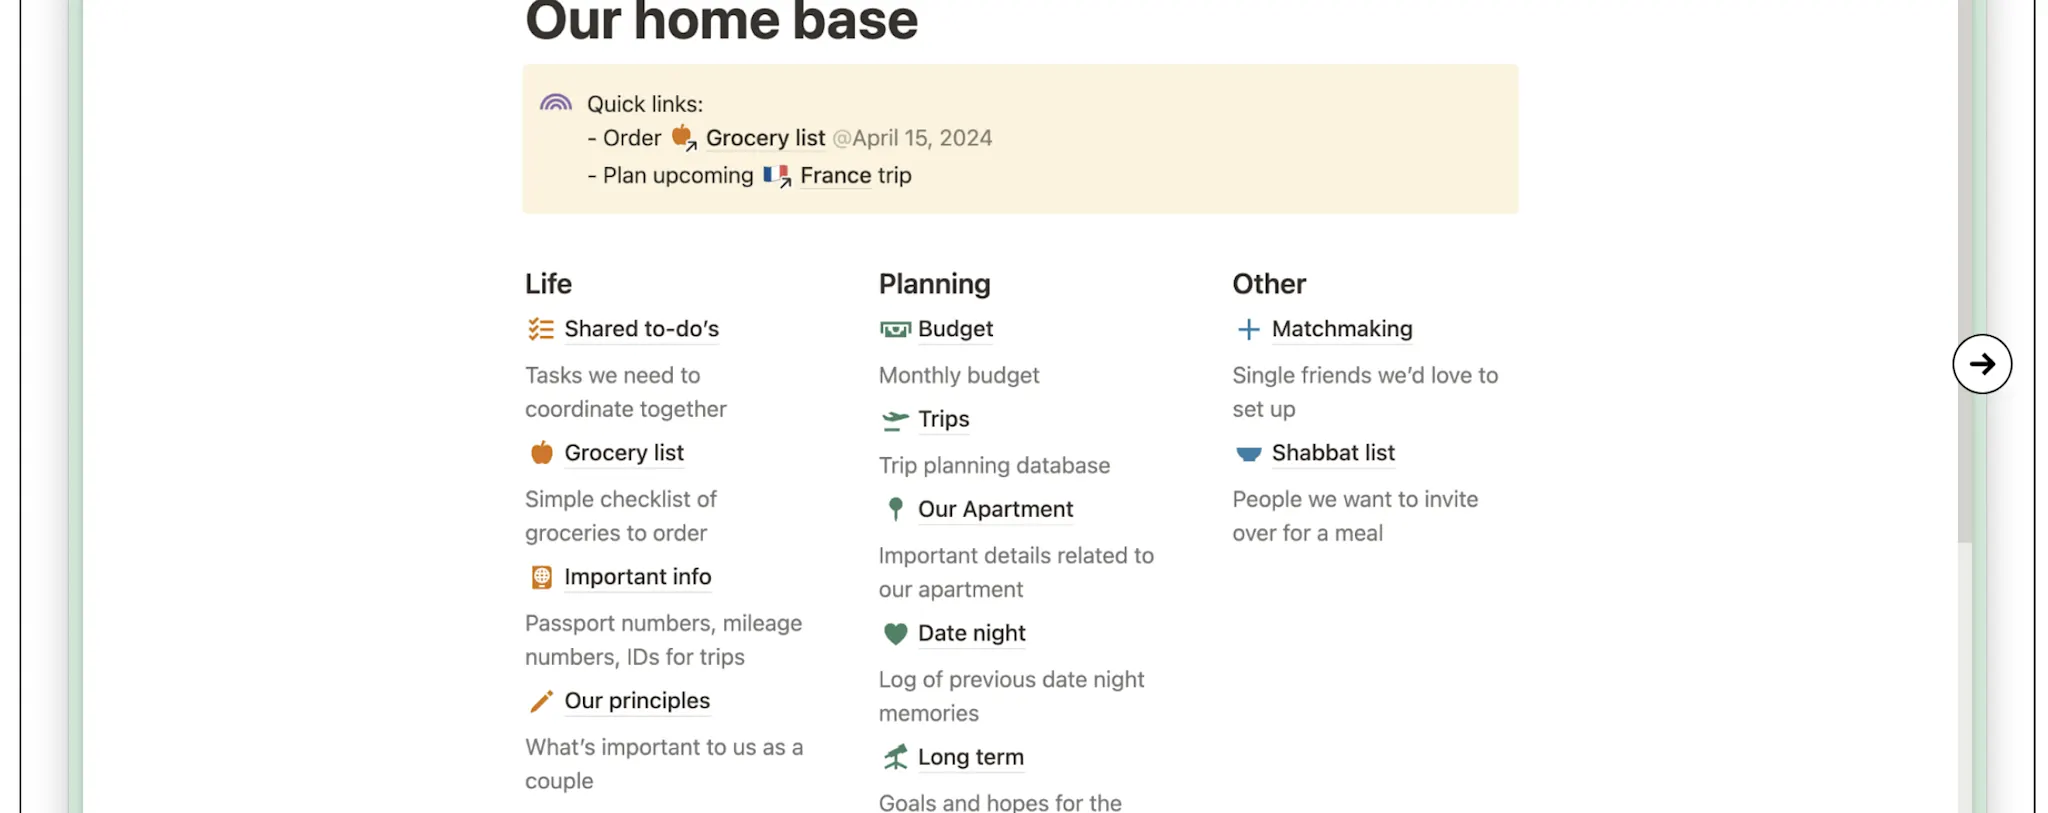 Our home base
Quick links:
- Order Grocery list @April 15, 2024
- Plan upcoming France trip
Life
Shared to-do’s
Tasks we need to
coordinate together
Grocery list
Simple checklist of
groceries to order
Important info
Passport numbers, mileage
numbers, IDs for trips
Our principles
What’s important to us as a
couple
Planning
Budget
Monthly budget
Trips
Trip planning database
Our Apartment
Important details related to
our apartment
Date night
Log of previous date night
memories
Long term
Goals and hopes for the
Other
Matchmaking
Single friends we’d love to
set up
Shabbat list
People we want to invite
over for a meal